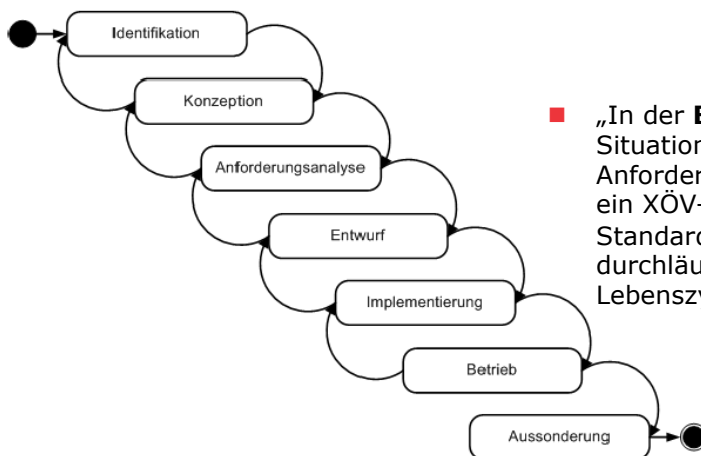 Identifikation
Konzeption
Anforderungsanalyse
Entwurf
Implementierung
Betrieb
Aussonderung
„In der
Situation
Anforder
ein XÖV-
Standard
durchläu
Lebensz